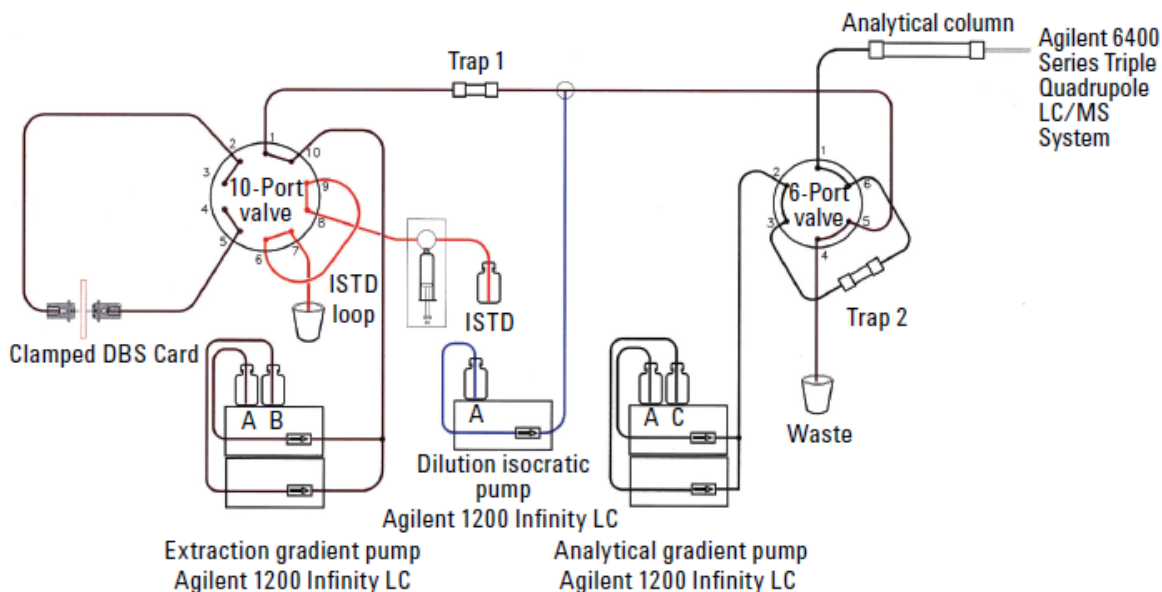 Analytical column
Agilent 6400
Series Triple
Quadrupole
LC/MS
System
Trap 1
1
2
10
3
9
10-Port
valve
4
8
5
6
7
ISTD
loop
ISTD
Clamped DBS Card
1
2
6
6-Port
valve
3
5
4
Trap 2
Waste
A B
A
A C
Dilution isocratic
pump
Agilent 1200 Infinity LC
Extraction gradient pump
Agilent 1200 Infinity LC
Analytical gradient pump
Agilent 1200 Infinity LC